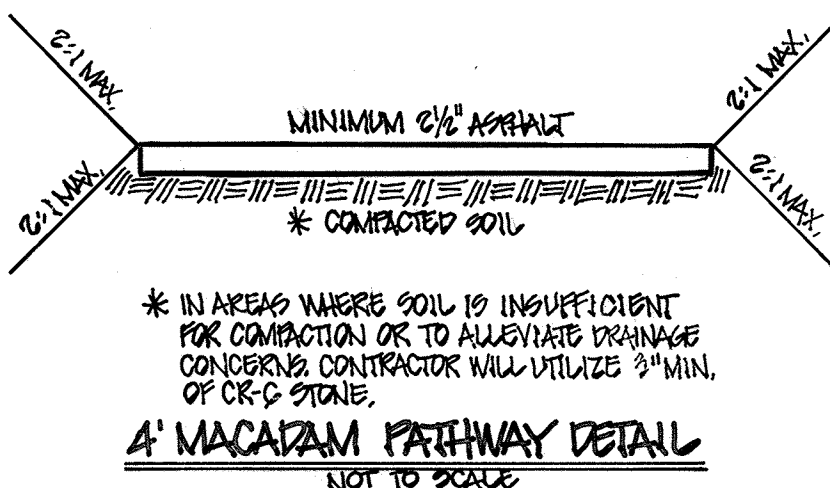 2:1 MAX.
2:1 MAX.
MINIMUM 2½" ASPHALT
2:1 MAX.
2:1 MAX.
* COMPACTED SOIL
* IN AREAS WHERE SOIL IS INSUFFICIENT
FOR COMPACTION OR TO ALLEVIATE DRAINAGE
CONCERNS. CONTRACTOR WILL UTILIZE 3" MIN.
OF CR-6 STONE.
4' MACADAM PATHWAY DETAIL
NOT TO SCALE